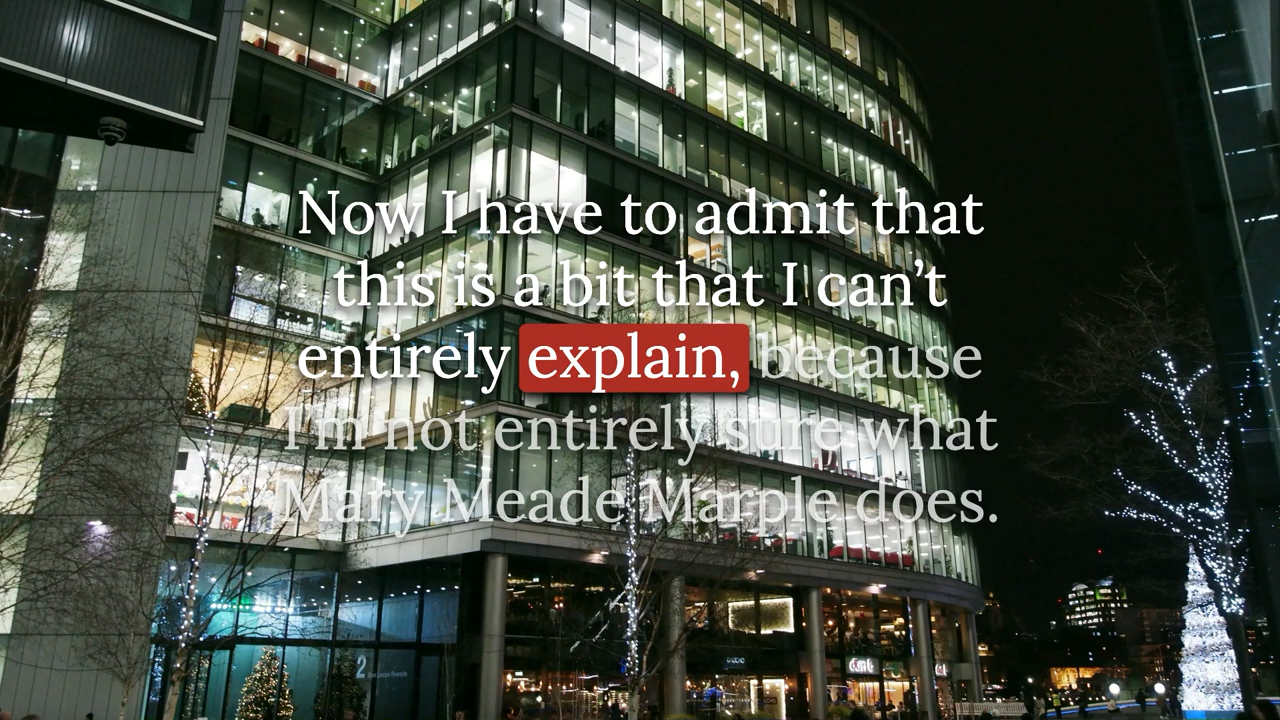 Now I have to admit that
this is a bit that I can’t
entirely explain, because
I’m not entirely sure what
Mary Meade Marple does.
2